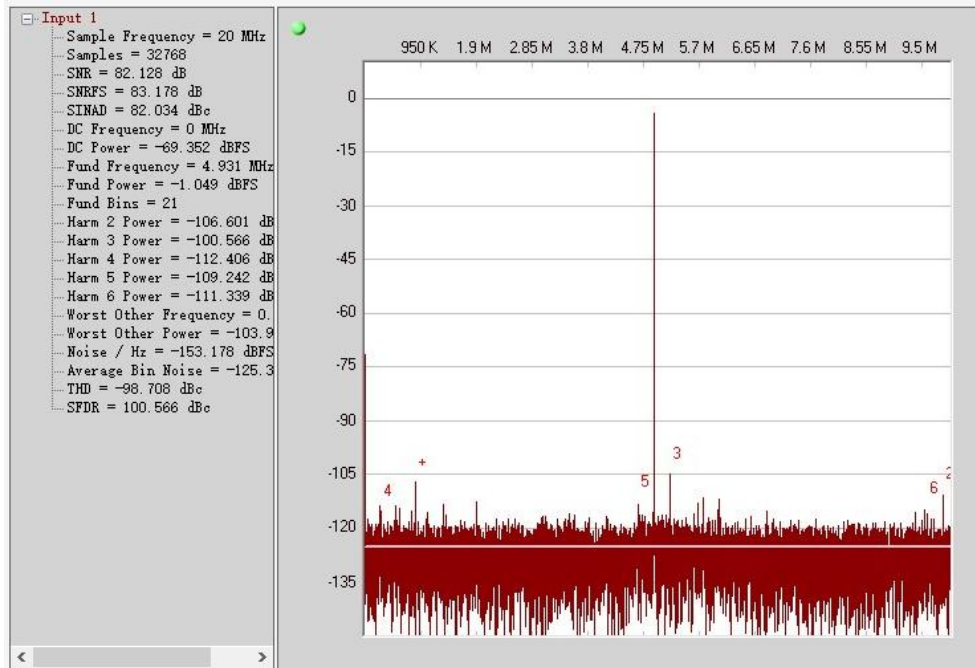 Input 1
Sample Frequency = 20 MHz
Samples = 32768
SNR = 82.128 dB
SNRFS = 83.178 dB
SINAD = 82.034 dBc
DC Frequency = 0 MHz
DC Power = -69.352 dBFS
Fund Frequency = 4.931 MHz
Fund Power = -1.049 dBFS
Fund Bins = 21
Harm 2 Power = -106.601 dB
Harm 3 Power = -100.566 dB
Harm 4 Power = -112.406 dB
Harm 5 Power = -109.242 dB
Harm 6 Power = -111.339 dB
Worst Other Frequency = 0.
Worst Other Power = -103.9
Noise / Hz = -153.178 dBFS
Average Bin Noise = -125.3
THD = -98.708 dBc
SFDR = 100.566 dBc
950 K 1.9 M 2.85 M 3.8 M 4.75 M 5.7 M 6.65 M 7.6 M 8.55 M 9.5 M
0
-15
-30
-45
-60
-75
-90
-105
-120
-135
+
3
4
5
6
2